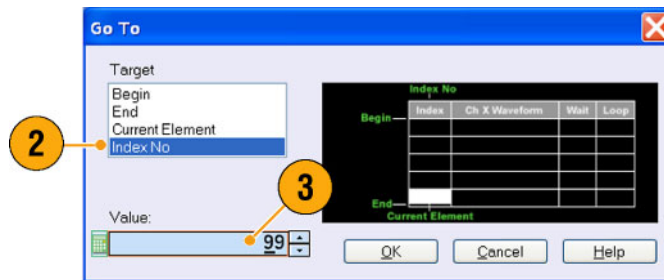 Go To
Target
Begin
End
Current Element
Index No
2
Value:
99
3
Index No
Begin
Index Ch X Waveform Wait Loop
End
Current Element
OK Cancel Help